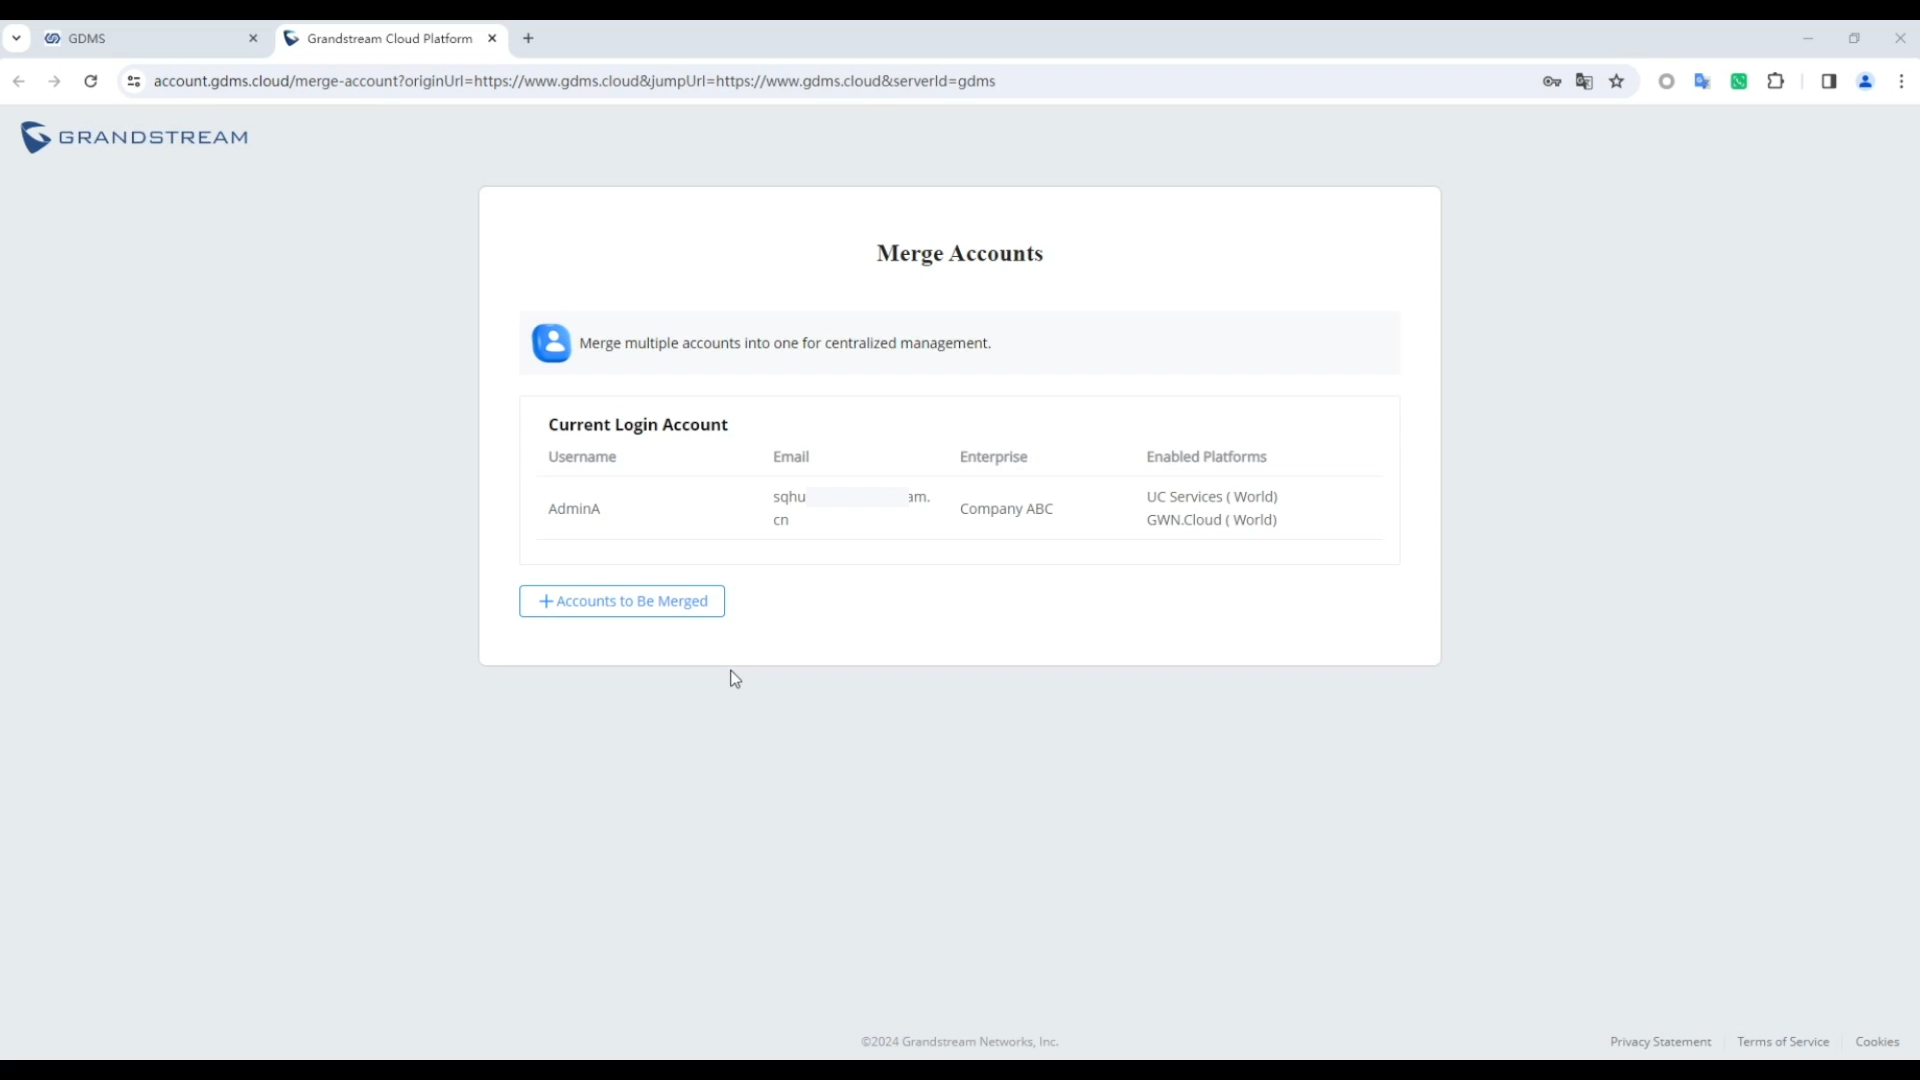 GDMS
Grandstream Cloud Platform
account.gdms.cloud/merge-account?originUrl=https://www.gdms.cloud&jumpUrl=https://www.gdms.cloud&serverId=gdms
GRANDSTREAM
Merge Accounts
Merge multiple accounts into one for centralized management.
Current Login Account
Username Email Enterprise Enabled Platforms
AdminA sqhu am. Company ABC UC Services ( World)
cn GWN.Cloud ( World)
+ Accounts to Be Merged
©2024 Grandstream Networks, Inc.
Privacy Statement Terms of Service Cookies